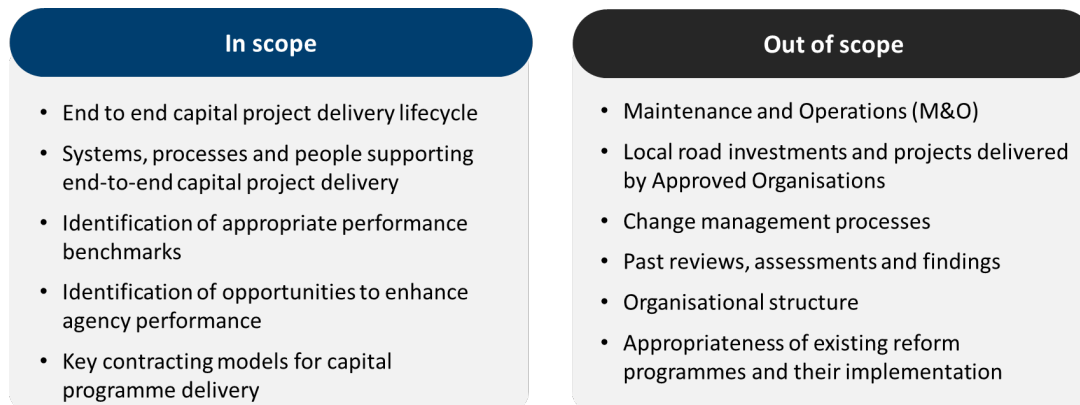 In scope
• End to end capital project delivery lifecycle
• Systems, processes and people supporting
end-to-end capital project delivery
• Identification of appropriate performance
benchmarks
• Identification of opportunities to enhance
agency performance
• Key contracting models for capital
programme delivery
Out of scope
• Maintenance and Operations (M&O)
• Local road investments and projects delivered
by Approved Organisations
• Change management processes
• Past reviews, assessments and findings
• Organisational structure
• Appropriateness of existing reform
programmes and their implementation